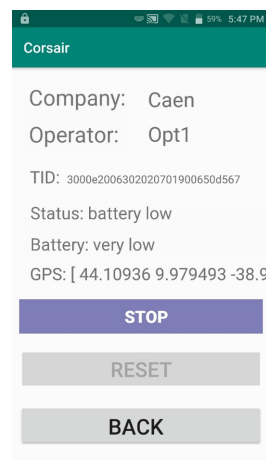 59% 5:47 PM
Corsair
Company: Caen
Operator: Opt1
TID: 3000e2006302020701900650d567
Status: battery low
Battery: very low
GPS: [ 44.10936 9.979493 -38.9
STOP
RESET
BACK